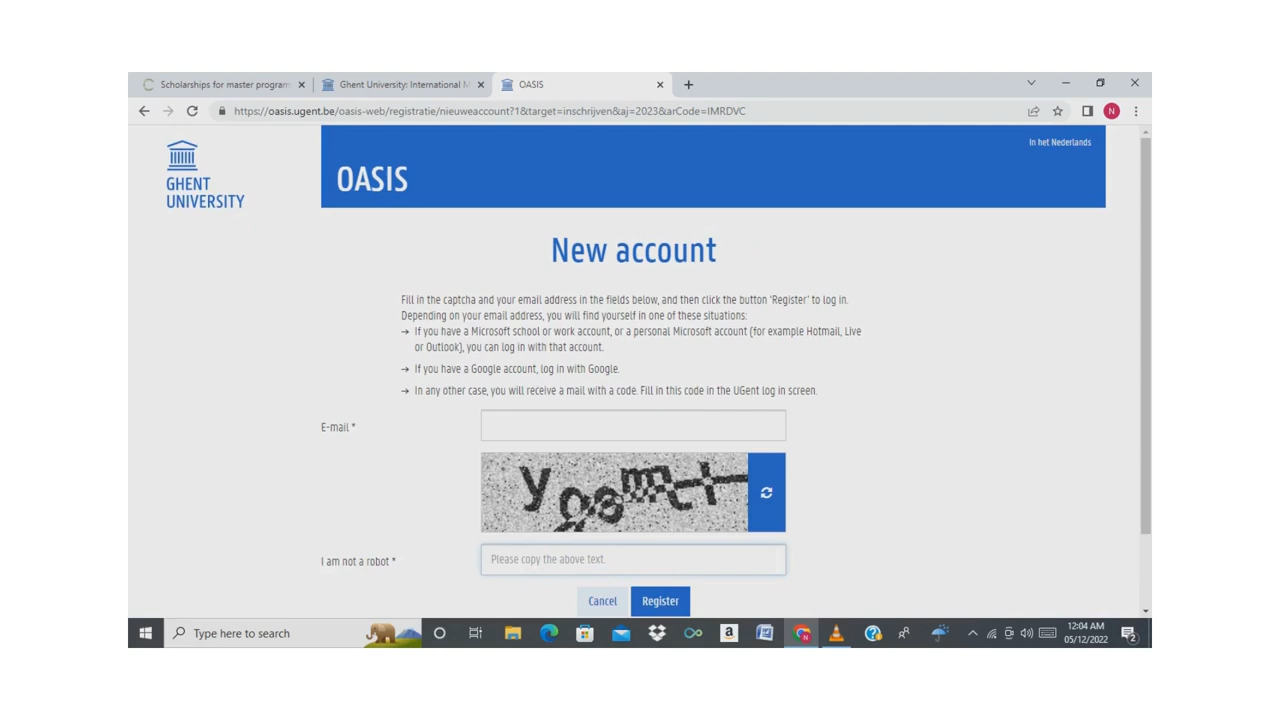 Scholarships for master program
Ghent University: International M
OASIS
https://oasis.ugent.be/oasis-web/registratie/nieuweaccount?1&target=inschrijven&aj=2023&arCode=IMRDVC
N
In het Nederlands
GHENT
UNIVERSITY
OASIS
New account
Fill in the captcha and your email address in the fields below, and then click the button 'Register' to log in.
Depending on your email address, you will find yourself in one of these situations:
→ If you have a Microsoft school or work account, or a personal Microsoft account (for example Hotmail, Live
or Outlook), you can log in with that account.
→ If you have a Google account, log in with Google.
→ In any other case, you will receive a mail with a code. Fill in this code in the UGent log in screen.
E-mail *
I am not a robot *
Please copy the above text.
Cancel
Register
Type here to search
12:04 AM
05/12/2022
2